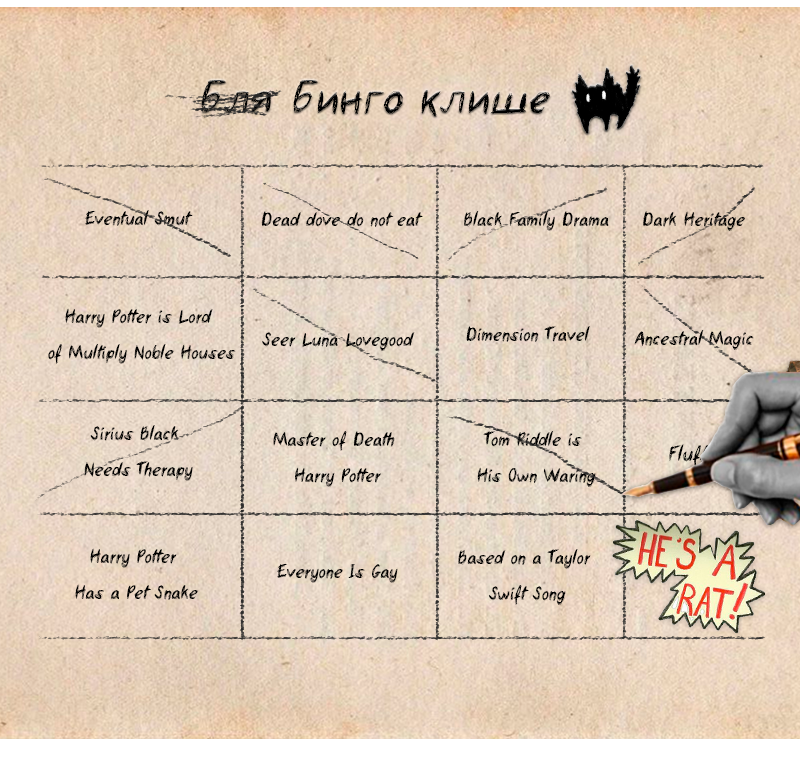 Бля Бинго клише
Eventual Smut
Dead dove do not eat
Black Family Drama
Dark Heritage
Harry Potter is Lord
of Multiply Noble Houses
Seer Luna Lovegood
Dimension Travel
Ancestral Magic
Sirius Black
Needs Therapy
Master of Death
Harry Potter
Tom Riddle is
His Own Waring
Harry Potter
Has a Pet Snake
Everyone Is Gay
Based on a Taylor
Swift Song
HE'S A
RAT!